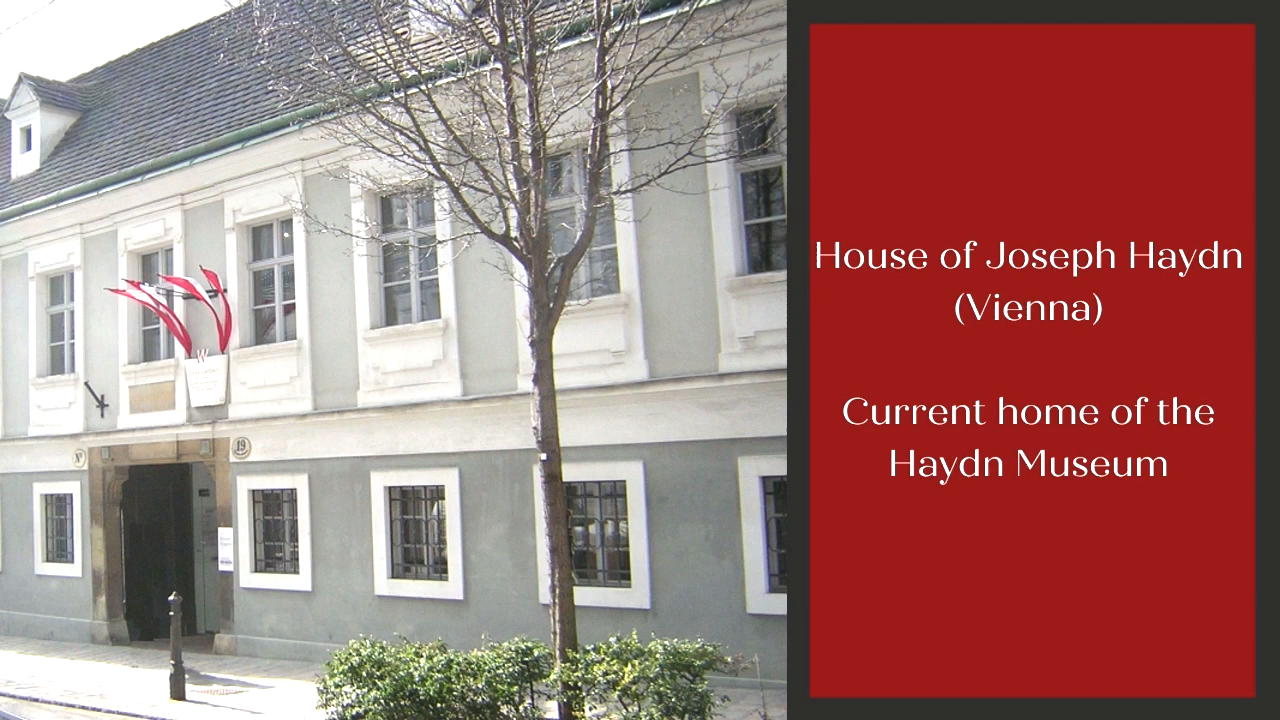 W
19
House of Joseph Haydn
(Vienna)
Current home of the
Haydn Museum